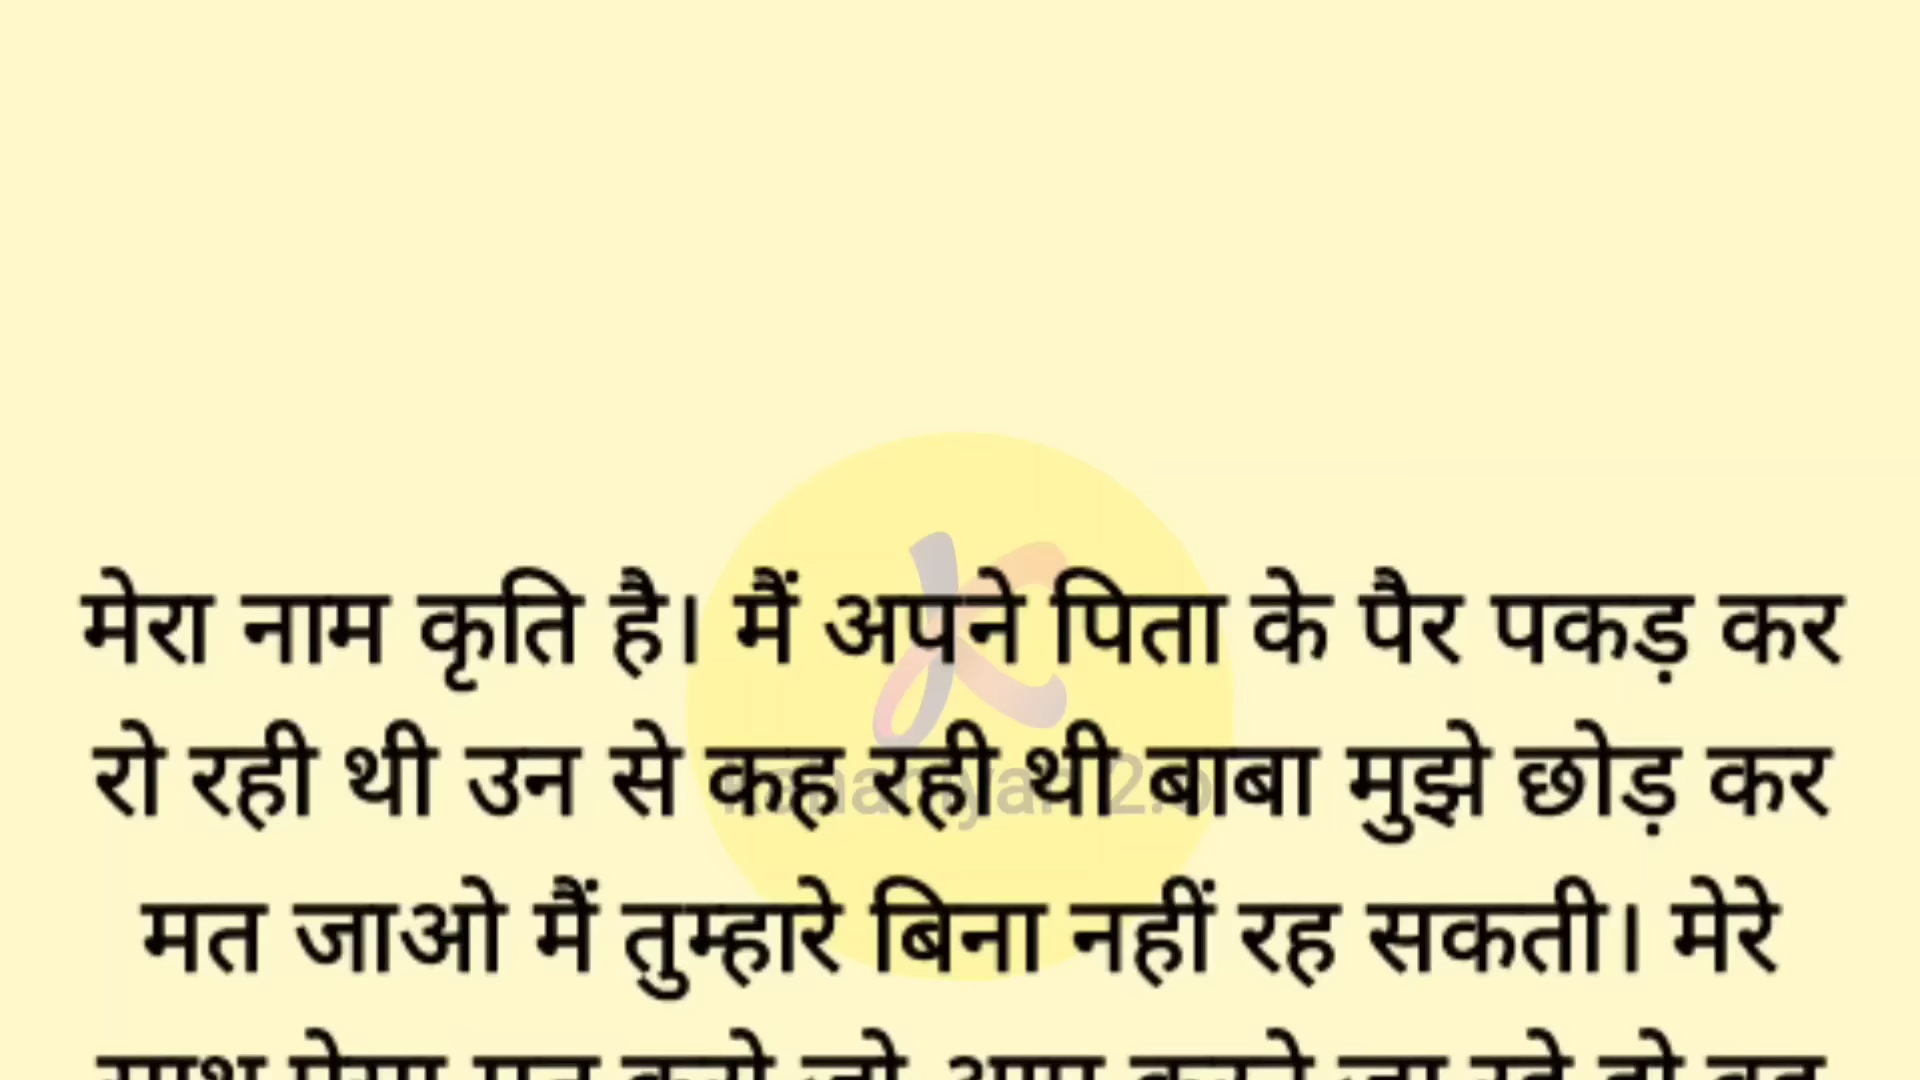 मेरा नाम कृति है। मैं अपने पिता के पैर पकड़ कर
रो रही थी उन से कह रही थी बाबा मुझे छोड़ कर
मत जाओ मैं तुम्हारे बिना नहीं रह सकती। मेरे